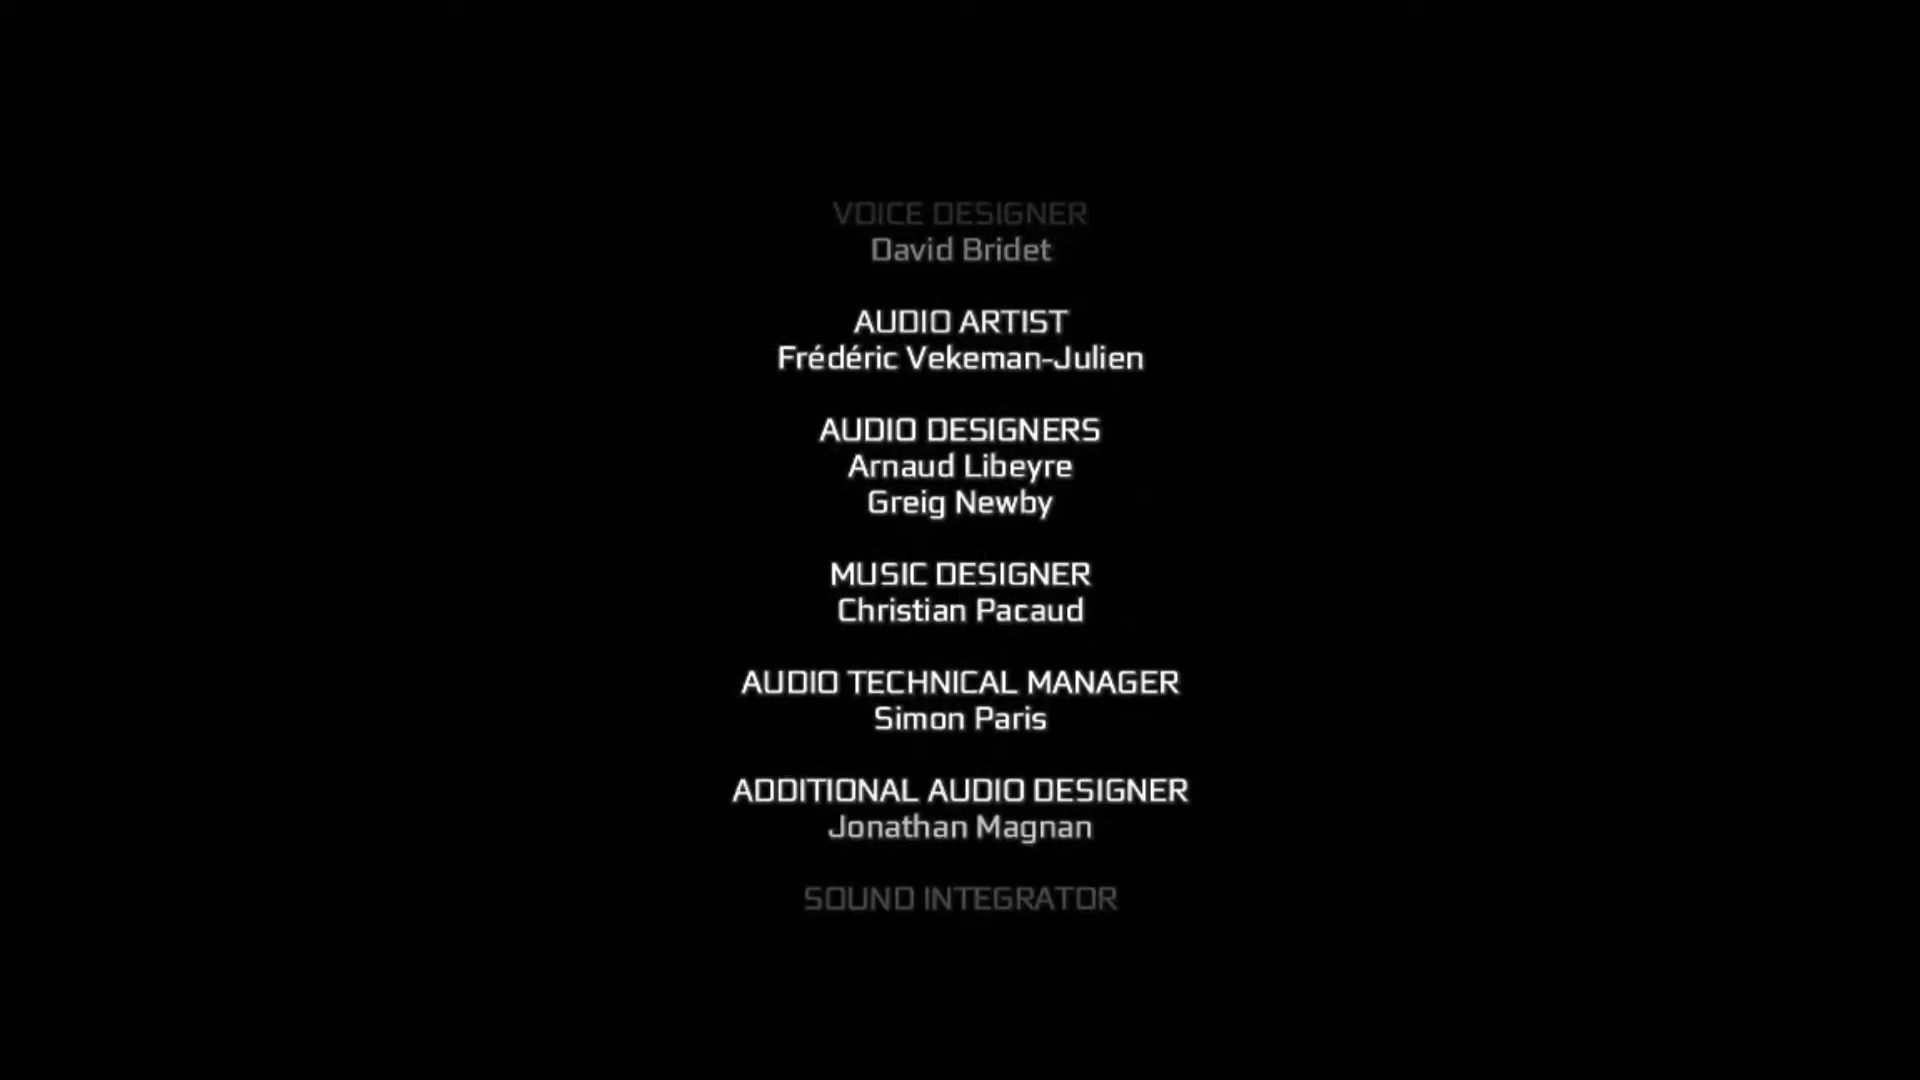 VOICE DESIGNER
David Bridet
AUDIO ARTIST
Frédéric Vekeman-Julien
AUDIO DESIGNERS
Arnaud Libeyre
Greig Newby
MUSIC DESIGNER
Christian Pacaud
AUDIO TECHNICAL MANAGER
Simon Paris
ADDITIONAL AUDIO DESIGNER
Jonathan Magnan
SOUND INTEGRATOR